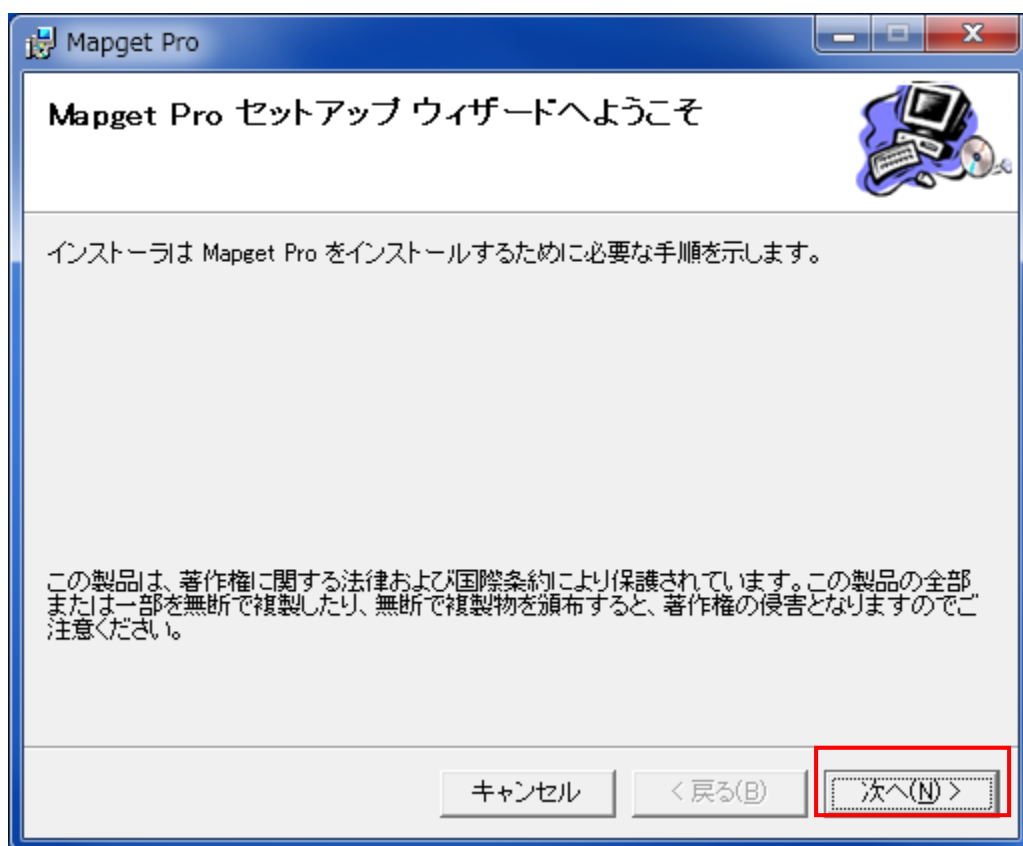 Mapget Pro
Mapget Pro セットアップ ウィザードへようこそ
インストーラは Mapget Pro をインストールするために必要な手順を示します。
この製品は、著作権に関する法律および国際条約により保護されています。この製品の全部
または一部を無断で複製したり、無断で複製物を頒布すると、著作権の侵害となりますのでご
注意ください。
キャンセル
< 戻る(B)
次へ(N) >